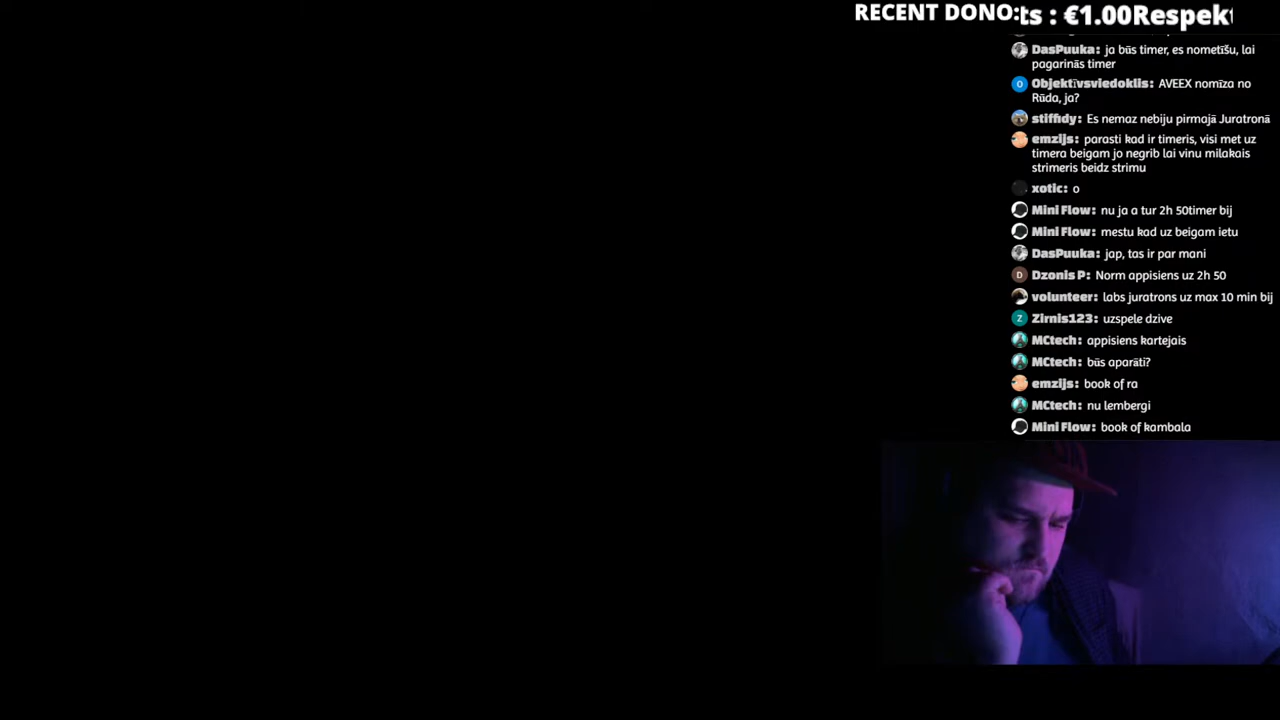 RECENT DONO: ts : €1.00Respekt
DasPuuka: ja būs timer, es nometīšu, lai
pagarinās timer
Objektīvsviedoklis: AVEEX nomīza no
Rūda, ja?
stiffidy: Es nemaz nebiju pirmajā Juratronā
emzijs: parasti kad ir timeris, visi met uz
timera beigam jo negrib lai vinu milakais
strimeris beidz strimu
xotic: o
Mini Flow: nu ja a tur 2h 50timer bij
Mini Flow: mestu kad uz beigam ietu
DasPuuka: jap, tas ir par mani
D Dzonis P: Norm appisiens uz 2h 50
volunteer: labs juratrons uz max 10 min bij
Z Zirnis123: uzspele dzive
MCtech: appisiens kartejais
MCtech: būs aparāti?
emzijs: book of ra
MCtech: nu lembergi
Mini Flow: book of kambala